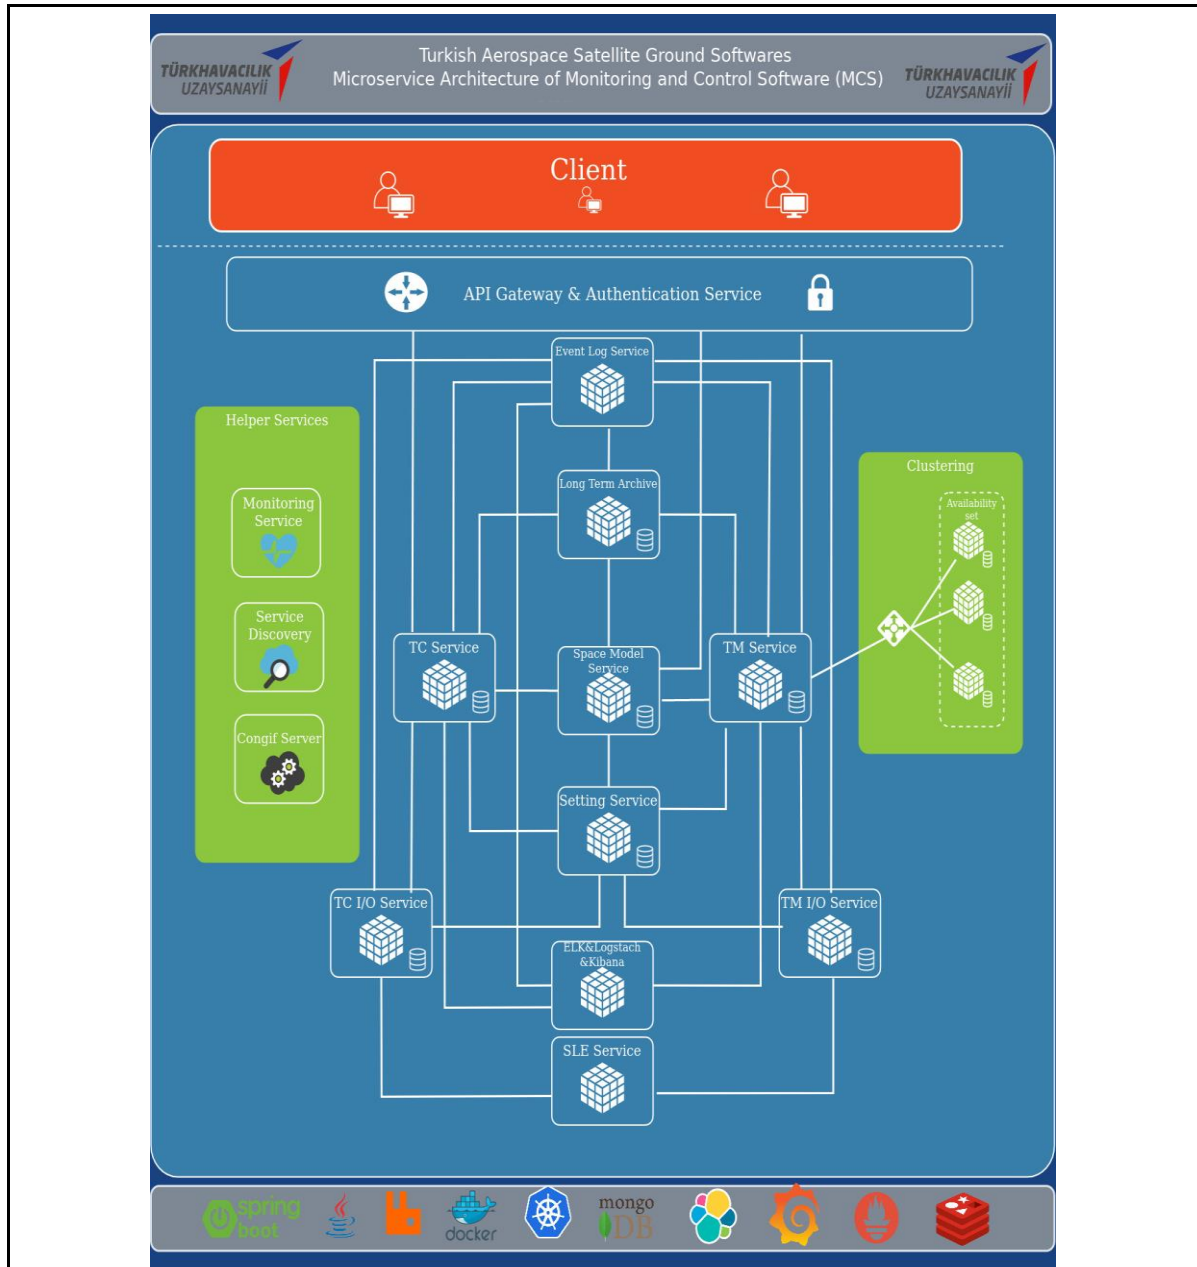 Turkish Aerospace Satellite Ground Softwares
Microservice Architecture of Monitoring and Control Software (MCS)
TÜRKHAVACILIK
UZAYSANAYİİ
TÜRKHAVACILIK
UZAYSANAYİİ
Client
API Gateway & Authentication Service
Event Log Service
Helper Services
Monitoring
Service
Service
Discovery
Congif Server
Long Term Archive
Clustering
Availability
set
TC Service
Space Model
Service
TM Service
Setting Service
TC I/O Service
TM I/O Service
ELK&Logstach
&Kibana
SLE Service
spring
boot
docker
mongo
DB